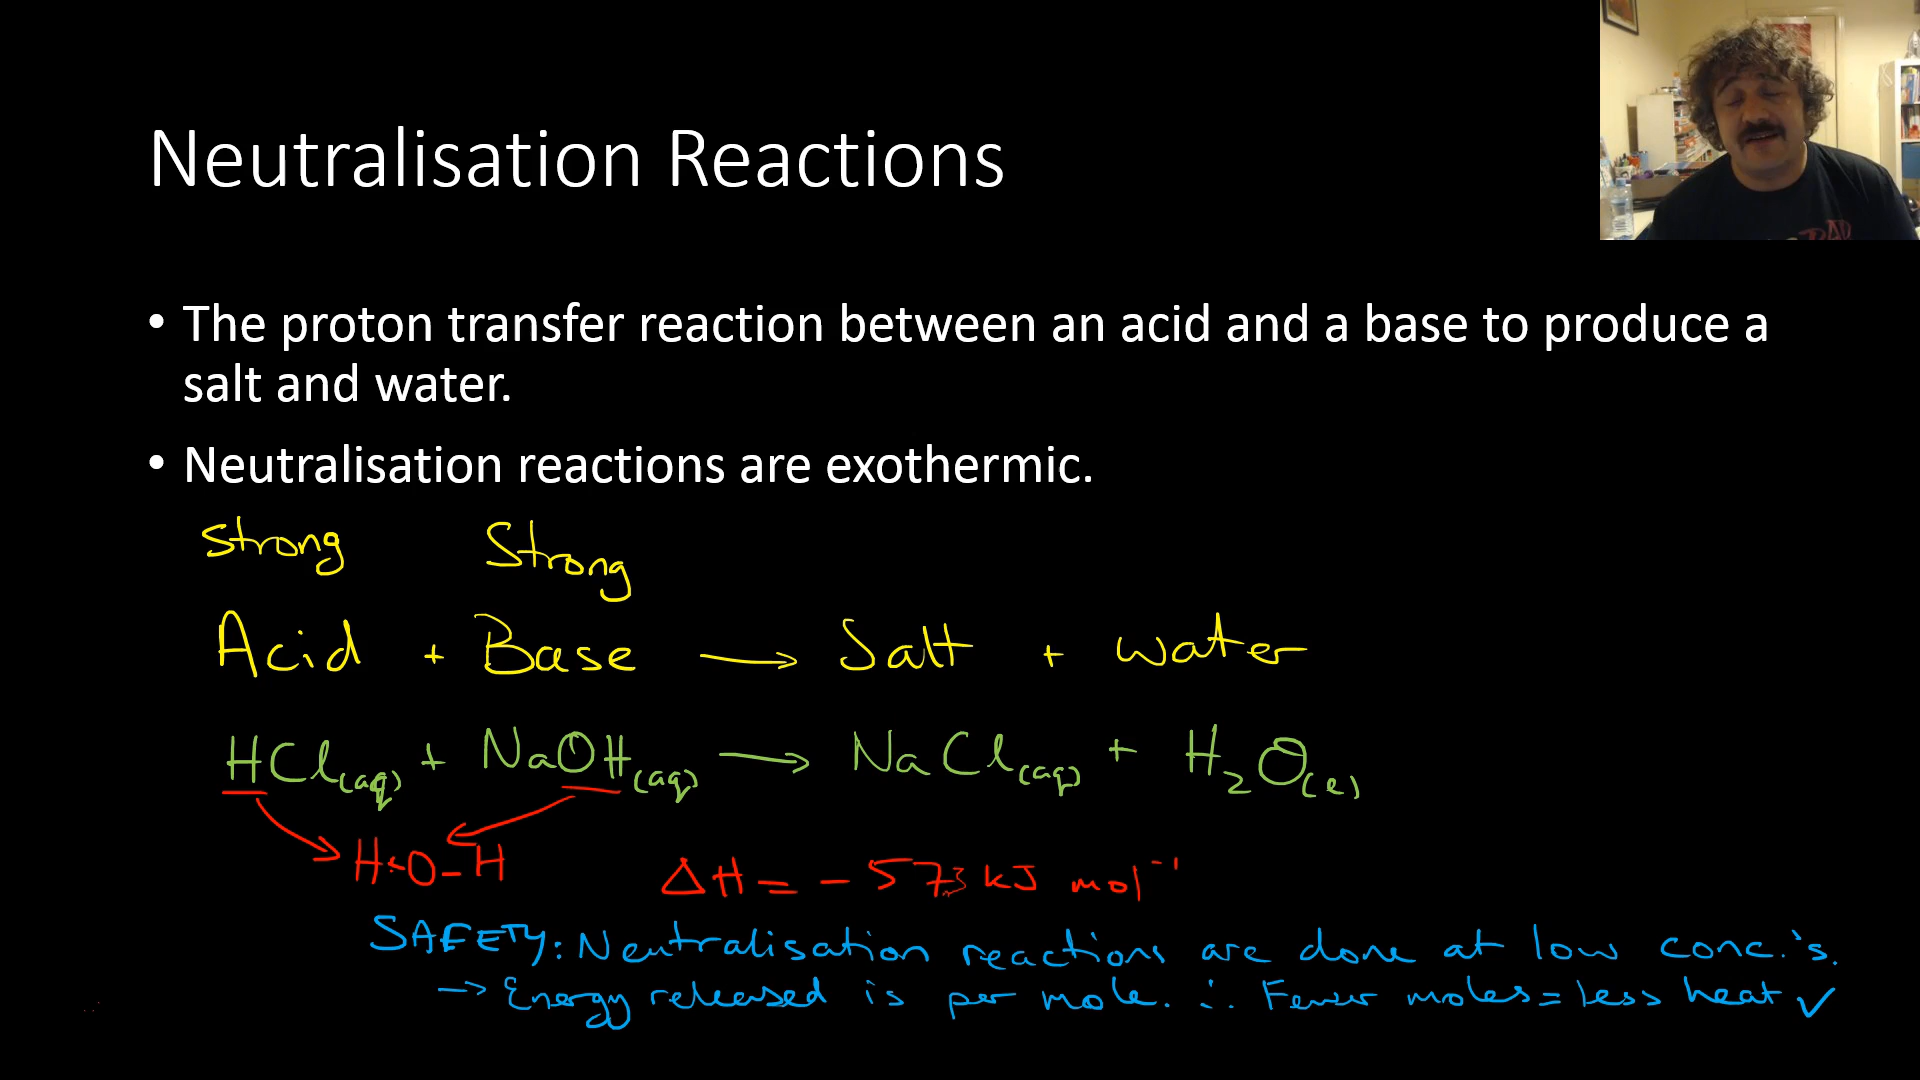 Neutralisation Reactions
• The proton transfer reaction between an acid and a base to produce a
salt and water.
• Neutralisation reactions are exothermic.
strong Strong
Acid + Base → Salt + water
HCl(aq) + NaOH(aq) → NaCl(aq) + H₂O(l)
H-O-H ΔH = -573 kJ mol⁻¹
SAFETY: Neutralisation reactions are done at low conc.'s.
→ Energy released is per mole. ∴ Fewer moles = less heat ✓